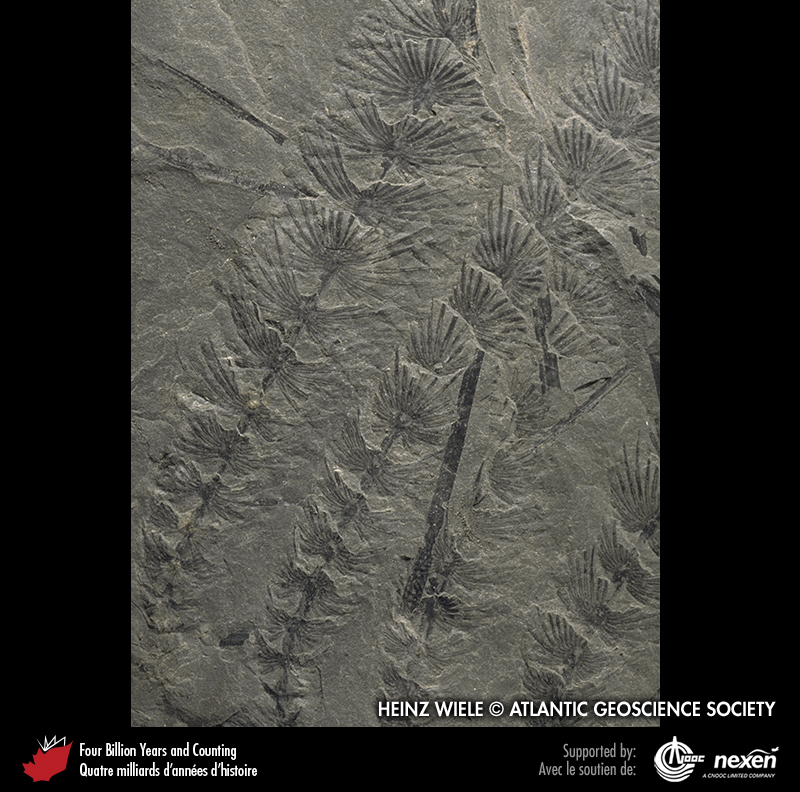 HEINZ WIELE © ATLANTIC GEOSCIENCE SOCIETY
Four Billion Years and Counting
Quatre milliards d'années d'histoire
Supported by:
Avec le soutien de:
CNOOC
nexen
A CNOOC LIMITED COMPANY